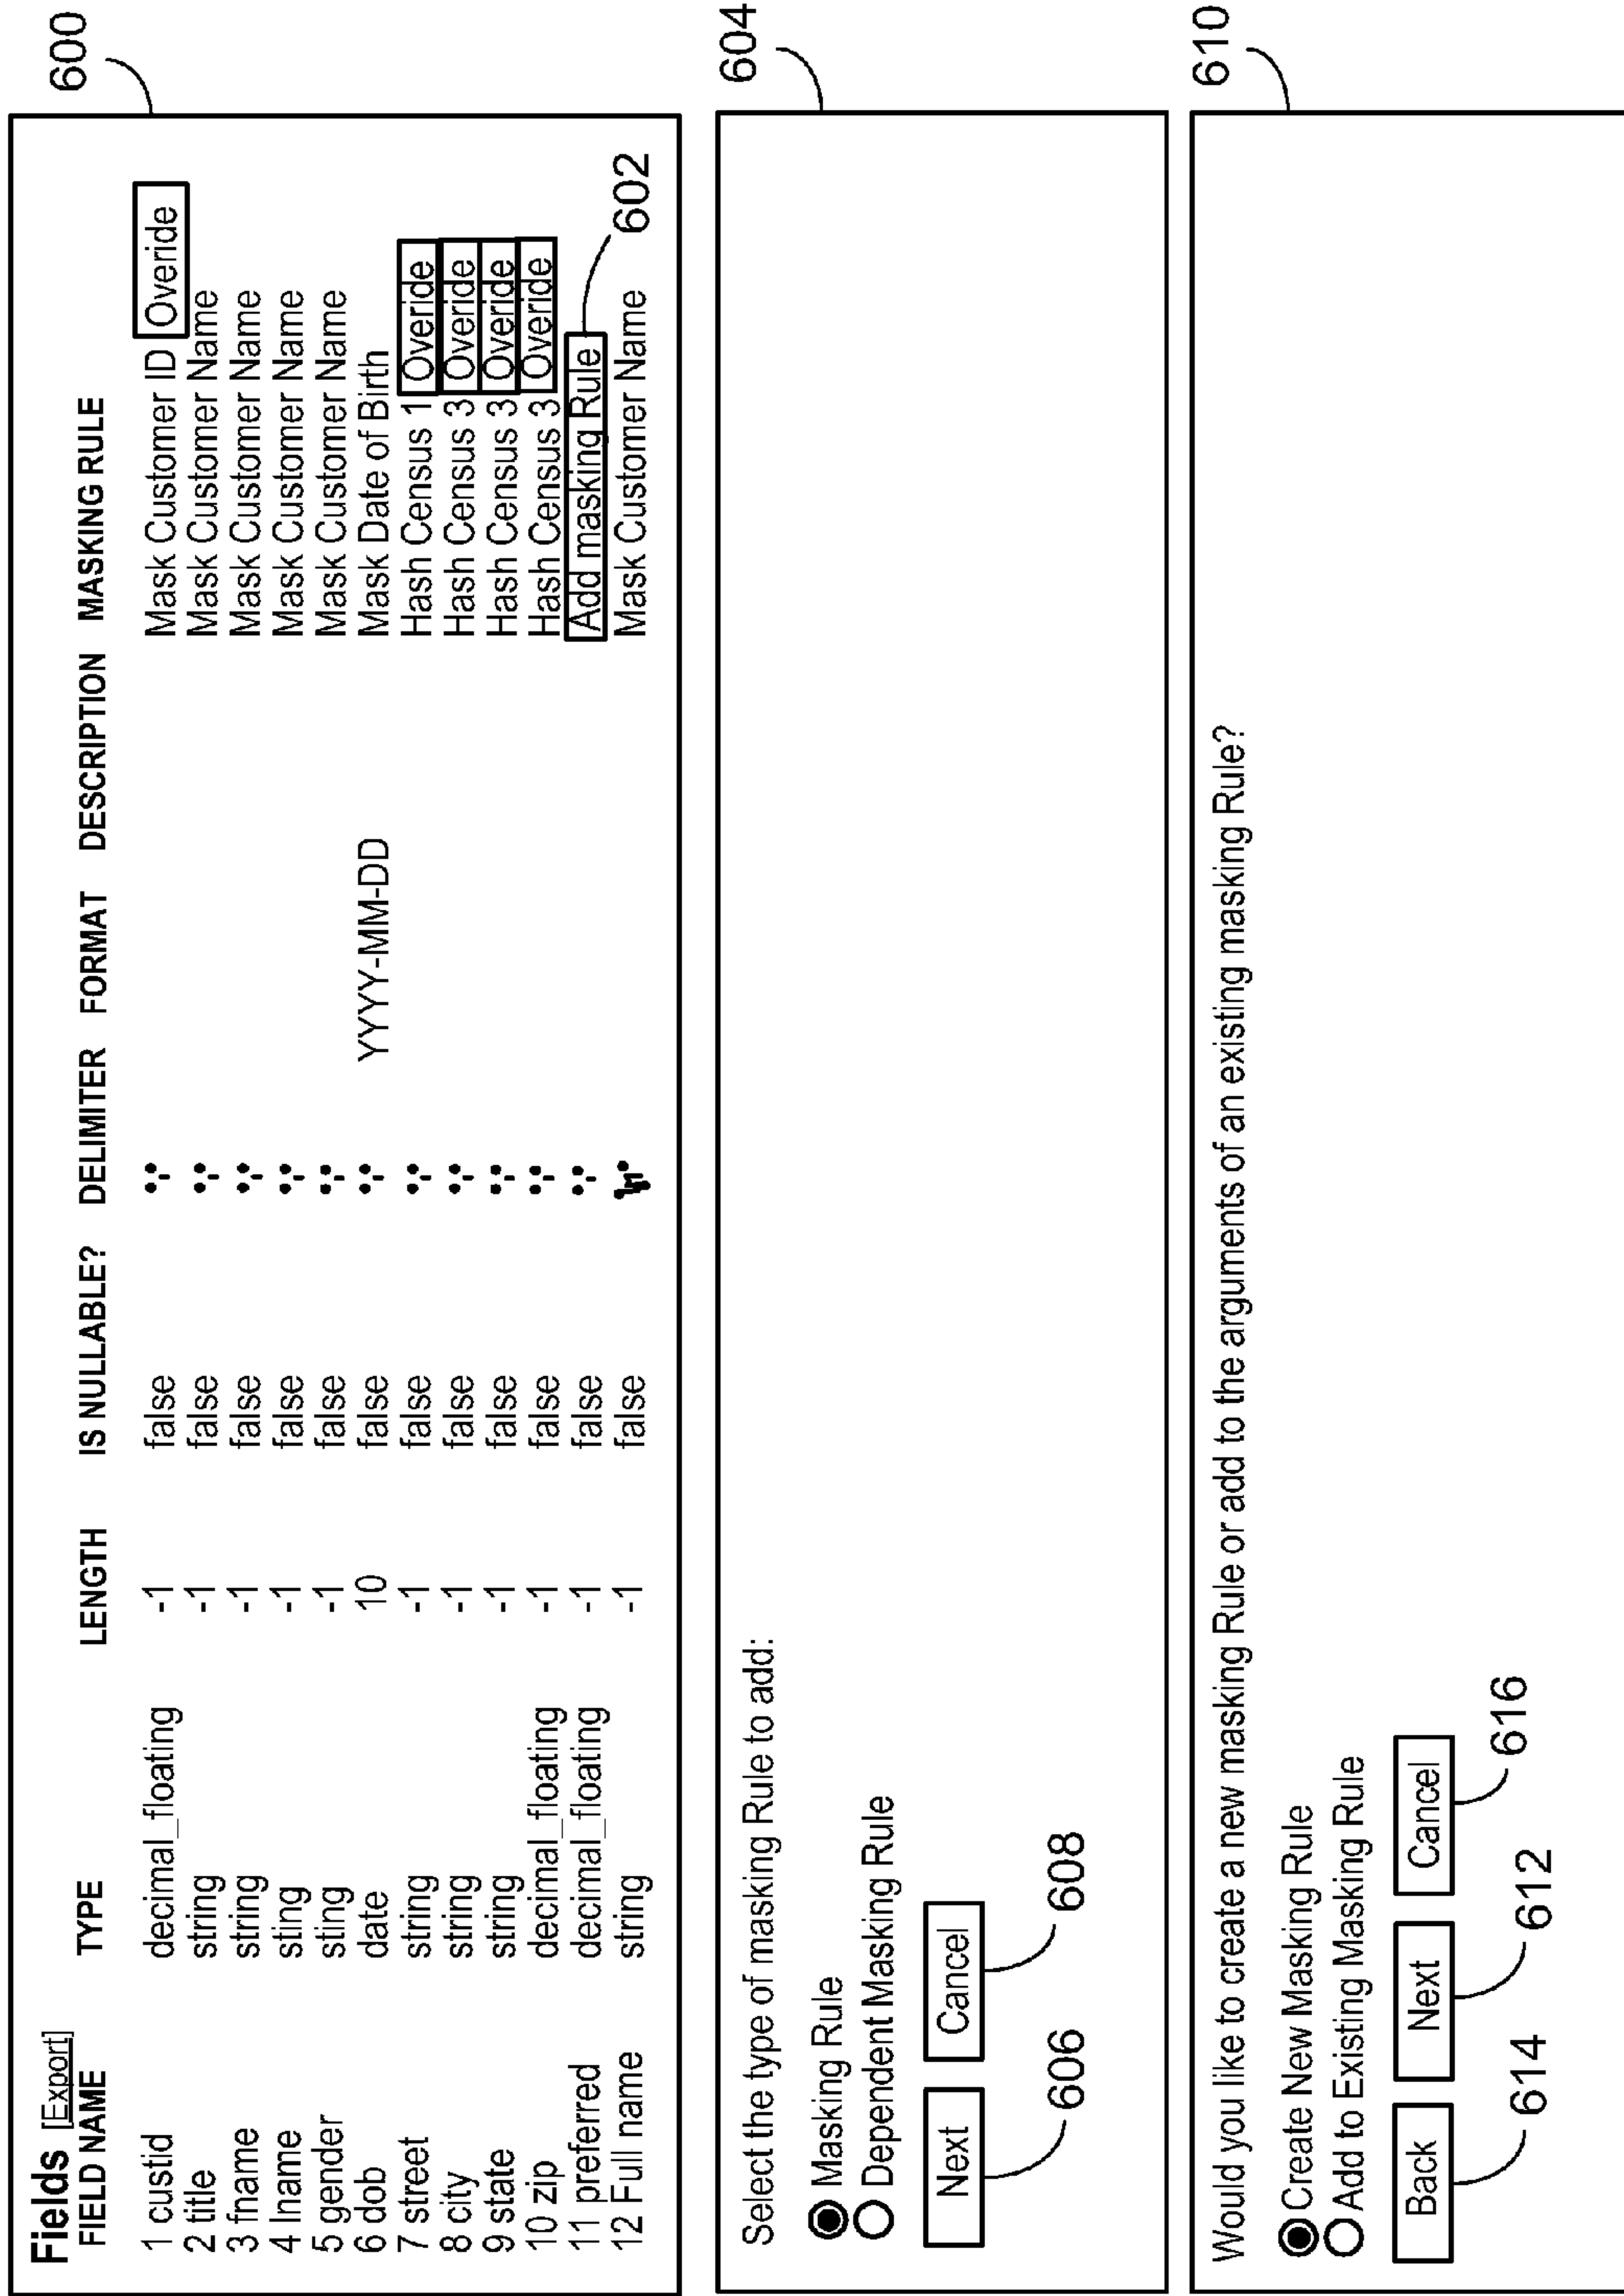 600
Fields [Export]
FIELD NAME TYPE LENGTH IS NULLABLE? DELIMITER FORMAT DESCRIPTION MASKING RULE
1 custid decimal_floating -1 false Mask Customer ID Overide
2 title string -1 false Mask Customer Name
3 fname string -1 false Mask Customer Name
4 lname sting -1 false Mask Customer Name
5 gender sting -1 false Mask Customer Name
6 dob date 10 false YYYY-MM-DD Mask Date of Birth
7 street string -1 false Hash Census 1 Overide
8 city string -1 false Hash Census 3 Overide
9 state string -1 false Hash Census 3 Overide
10 zip decimal_floating -1 false Hash Census 3 Overide
11 preferred decimal_floating -1 false Add masking Rule
12 Full name string -1 false Mask Customer Name
602
604
Select the type of masking Rule to add:
Masking Rule
Dependent Masking Rule
Next Cancel
606 608
610
Would you like to create a new masking Rule or add to the arguments of an existing masking Rule?
Create New Masking Rule
Add to Existing Masking Rule
Back Next Cancel
614 612 616